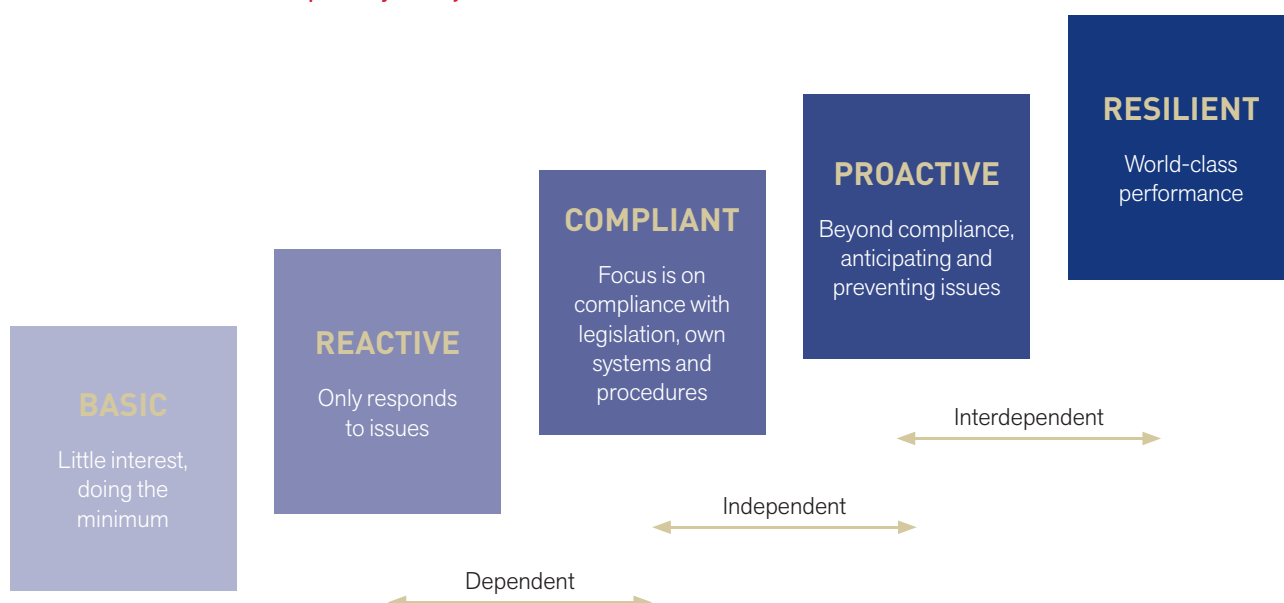 RESILIENT
World-class
performance
PROACTIVE
Beyond compliance,
anticipating and
preventing issues
COMPLIANT
Focus is on
compliance with
legislation, own
systems and
procedures
REACTIVE
Only responds
to issues
BASIC
Little interest,
doing the
minimum
Interdependent
Independent
Dependent